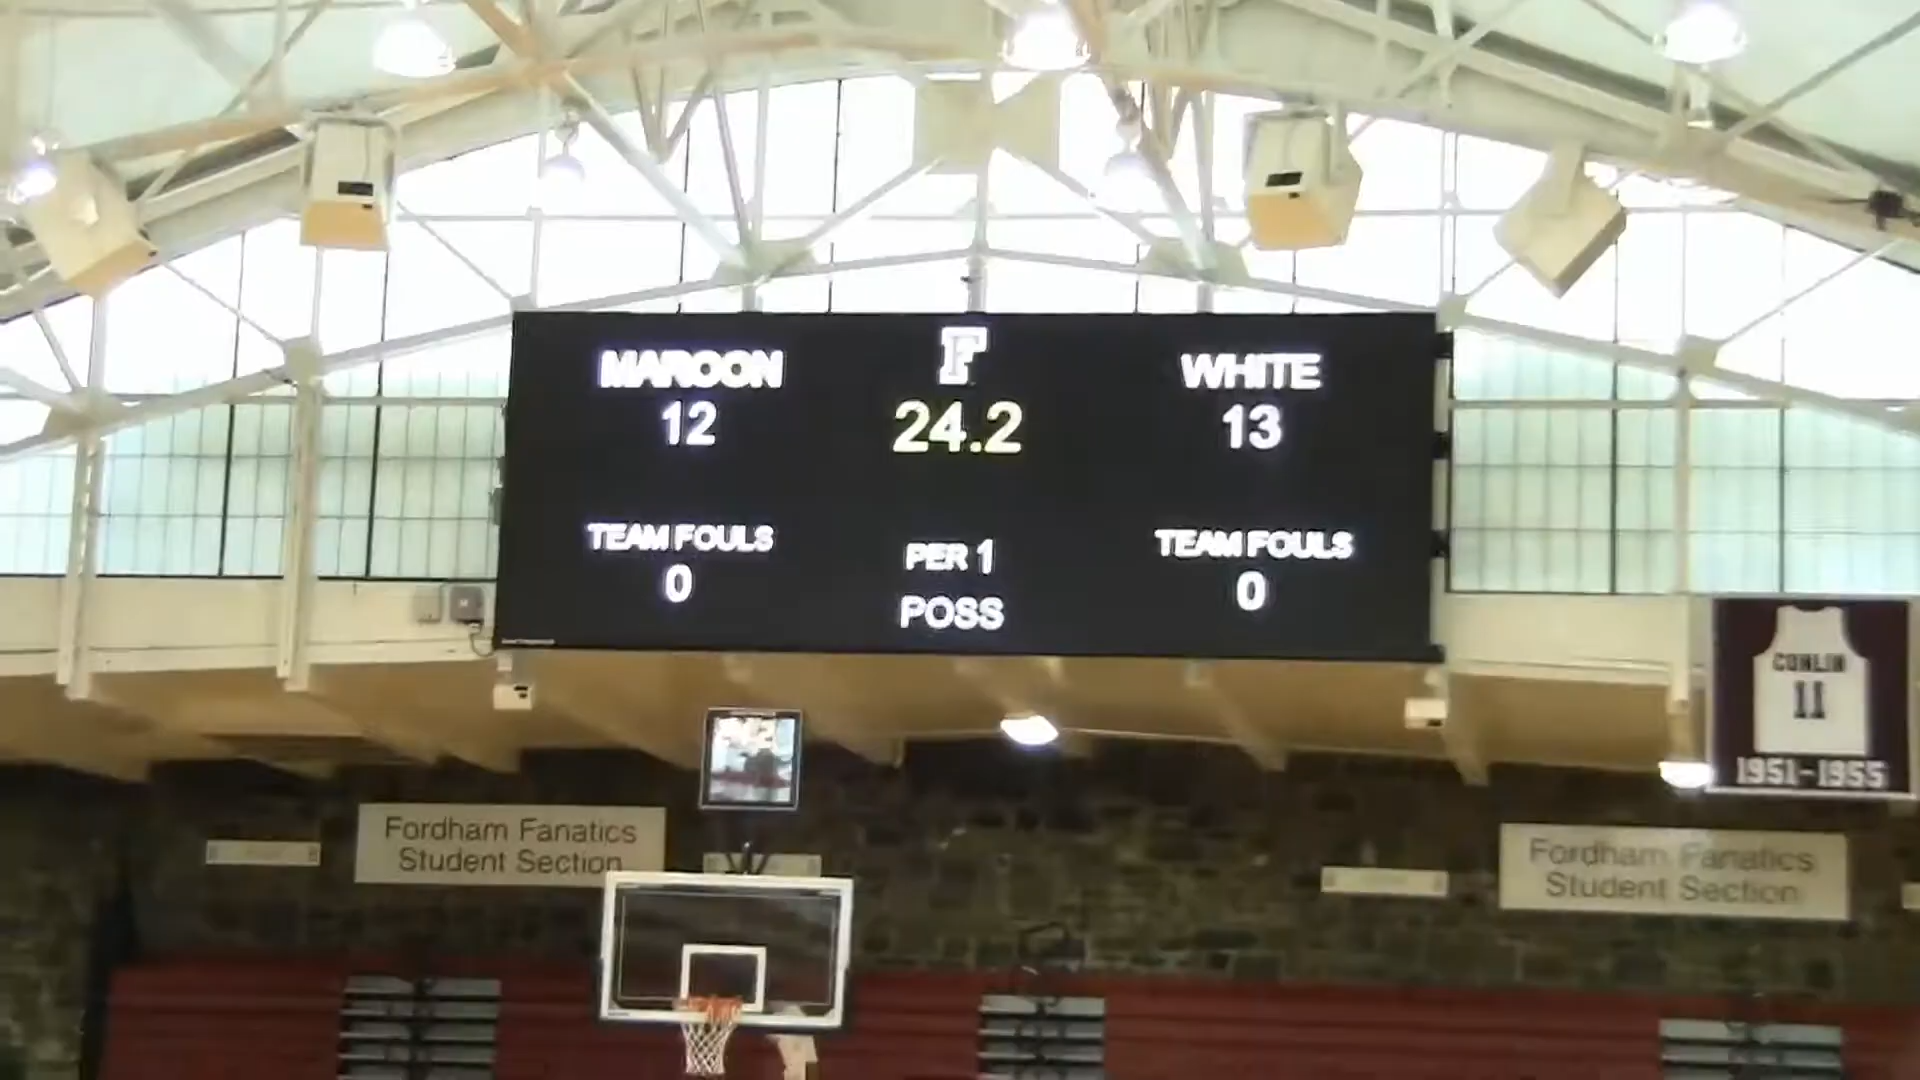 MAROON
F
WHITE
12
24.2
13
TEAM FOULS
0
PER 1
POSS
TEAM FOULS
0
CONLIN
11
1951-1955
Fordham Fanatics
Student Section
Fordham Fanatics
Student Section